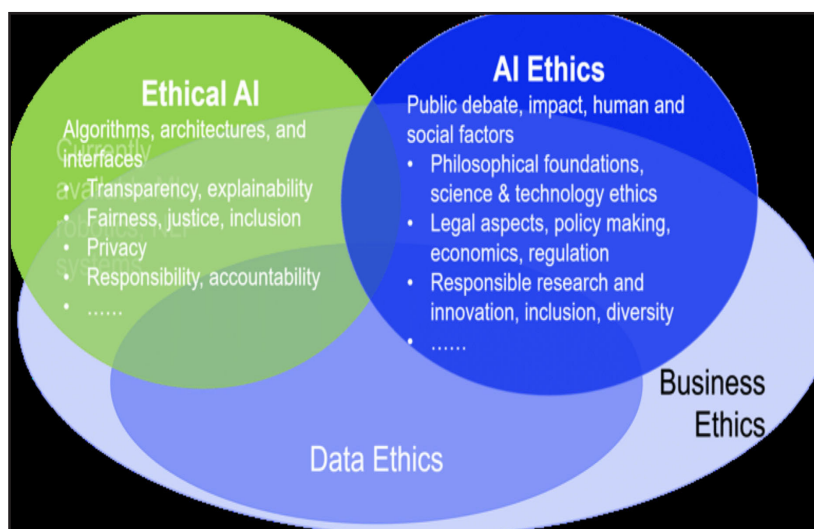 Ethical AI
Algorithms, architectures, and
interfaces
Currently
• Transparency, explainability
• Fairness, justice, inclusion
• Privacy
systems
• Responsibility, accountability
• ......
AI Ethics
Public debate, impact, human and
social factors
• Philosophical foundations,
science & technology ethics
• Legal aspects, policy making,
economics, regulation
• Responsible research and
innovation, inclusion, diversity
• ......
Business
Ethics
Data Ethics